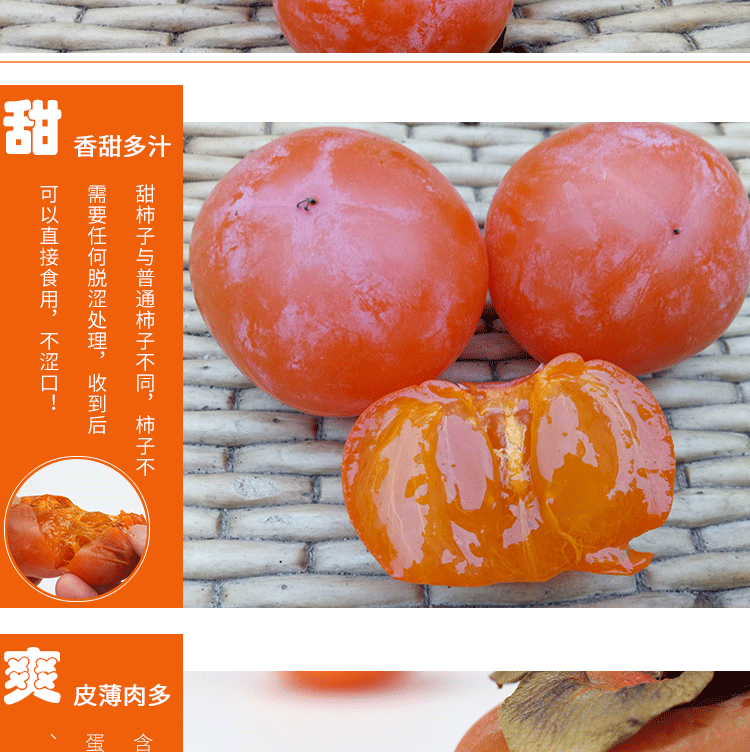 甜
香甜多汁
甜柿子与普通柿子不同，柿子不
需要任何脱涩处理，收到后
可以直接食用，不涩口！
爽
皮薄肉多
含
蛋
、